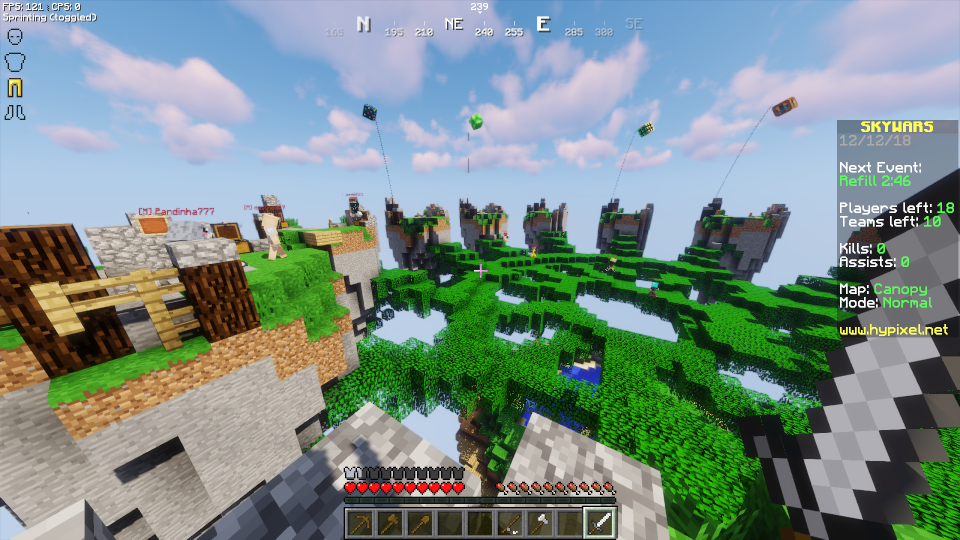 FPS: 121 : CPS: 0
Sprinting (Toggled)
239
165 N 195 210 NE 240 255 E 285 300 SE
SKYWARS
12/12/18
Next Event:
Refill 2:46
Players left: 18
Teams left: 10
Kills: 0
Assists: 0
Map: Canopy
Mode: Normal
www.hypixel.net
[M] Pandinha777